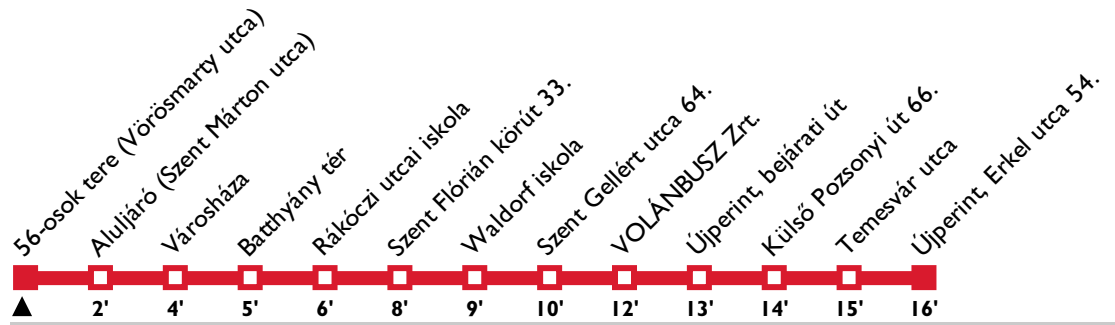 56-osok tere (Vörösmarty utca)
Aluljáró (Szent Márton utca)
Városháza
Batthyány tér
Rákóczi utcai iskola
Szent Flórián körút 33.
Waldorf iskola
Szent Gellért utca 64.
VOLÁNBUSZ Zrt.
Újperint, bejárati út
Külső Pozsonyi út 66.
Temesvár utca
Újperint, Erkel utca 54.
2' 4' 5' 6' 8' 9' 10' 12' 13' 14' 15' 16'